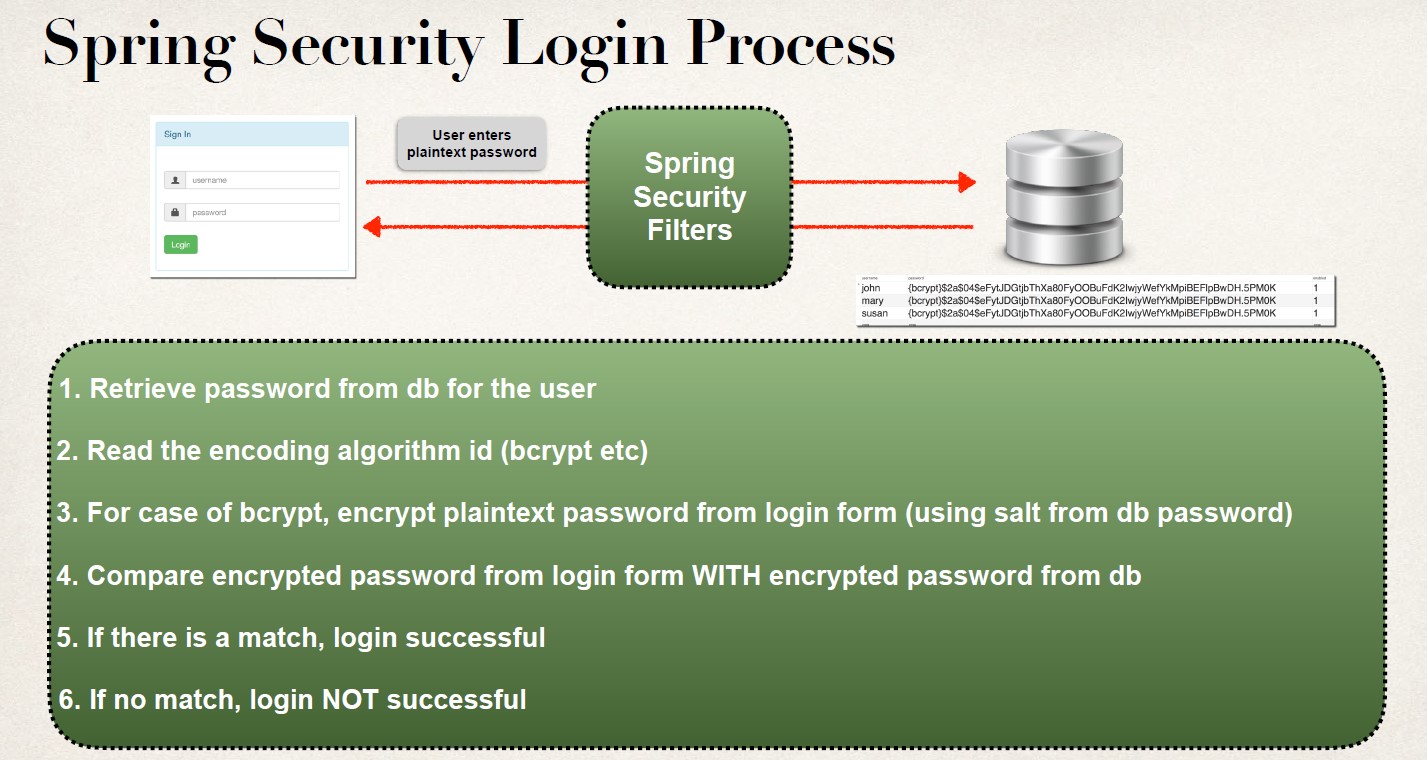 Spring Security Login Process
Sign In
username
password
Login
User enters
plaintext password
Spring
Security
Filters
username password enabled
john {bcrypt}$2a$04$eFytJDGtjbThXa80FyOOBuFdK2IwjyWefYkMpiBEFlpBwDH.5PM0K 1
mary {bcrypt}$2a$04$eFytJDGtjbThXa80FyOOBuFdK2IwjyWefYkMpiBEFlpBwDH.5PM0K 1
susan {bcrypt}$2a$04$eFytJDGtjbThXa80FyOOBuFdK2IwjyWefYkMpiBEFlpBwDH.5PM0K 1
1. Retrieve password from db for the user
2. Read the encoding algorithm id (bcrypt etc)
3. For case of bcrypt, encrypt plaintext password from login form (using salt from db password)
4. Compare encrypted password from login form WITH encrypted password from db
5. If there is a match, login successful
6. If no match, login NOT successful